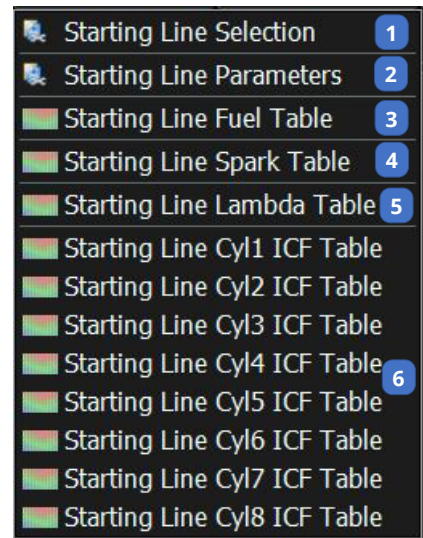 Starting Line Selection 1
Starting Line Parameters 2
Starting Line Fuel Table 3
Starting Line Spark Table 4
Starting Line Lambda Table 5
Starting Line Cyl1 ICF Table
Starting Line Cyl2 ICF Table
Starting Line Cyl3 ICF Table
Starting Line Cyl4 ICF Table
6
Starting Line Cyl5 ICF Table
Starting Line Cyl6 ICF Table
Starting Line Cyl7 ICF Table
Starting Line Cyl8 ICF Table